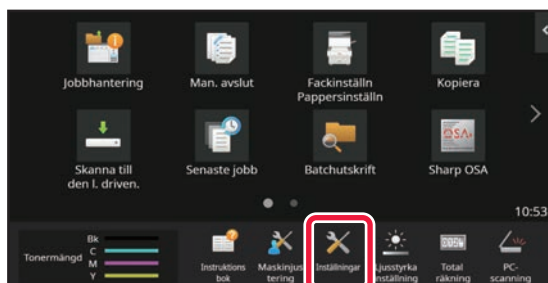 Jobbhantering
Man. avslut
Fackinställn
Pappersinställn
Kopiera
Skanna till
den l. driven.
Senaste jobb
Batchutskrift
Sharp OSA
OSA
10:53
Tonermängd
Bk
C
M
Y
Instruktions
bok
Maskinjus
tering
Inställningar
Ljusstyrka
inställning
Total
räkning
PC-
scanning